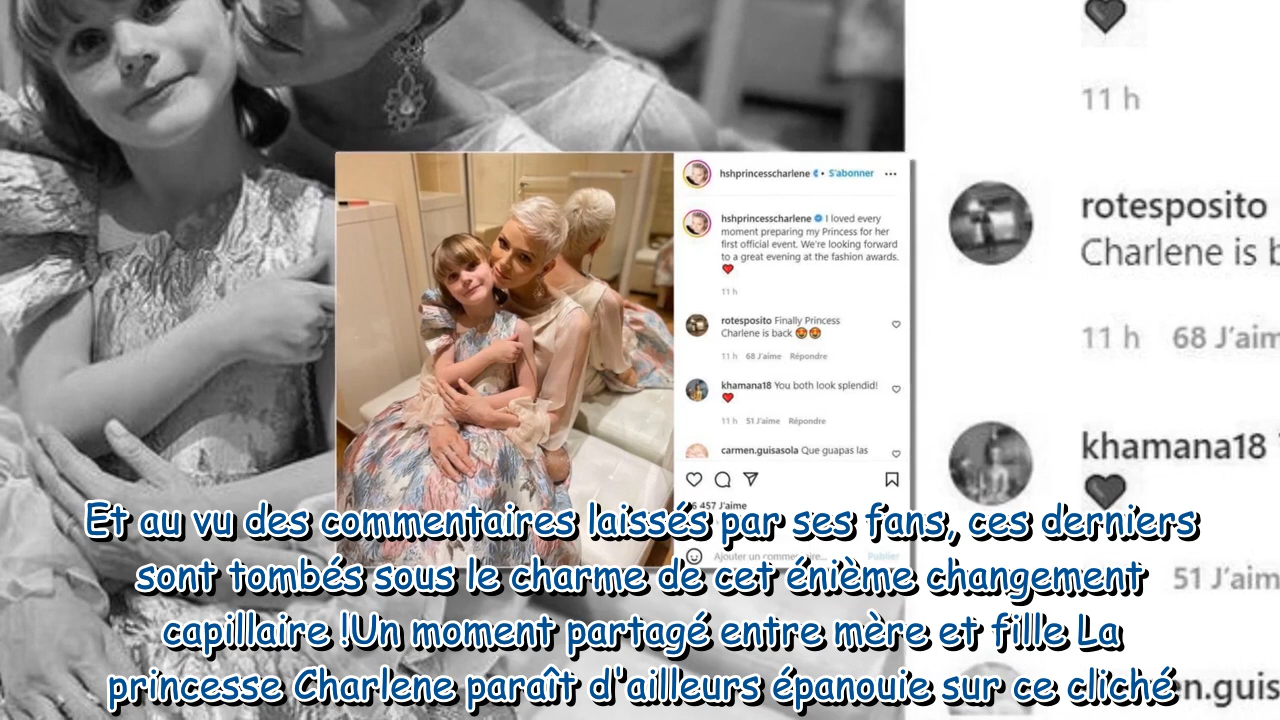 hshprincesscharlene • S'abonner •••
hshprincesscharlene I loved every
moment preparing my Princess for her
first official event. We're looking forward
to a great evening at the fashion awards.
❤️
11 h
rotesposito Finally Princess
Charlene is back 😍😍
11 h 68 J'aime Répondre
khamana18 You both look splendid!
❤️
11 h 51 J'aime Répondre
carmen.guisasola Que guapas las
6 457 J'aime
Ajouter un commentaire... Publier
11 h
rotesposito
Charlene is b
11 h 68 J'aim
khamana18
51 J'aim
en.guis
Et au vu des commentaires laissés par ses fans, ces derniers
sont tombés sous le charme de cet énième changement
capillaire !Un moment partagé entre mère et fille La
princesse Charlene paraît d'ailleurs épanouie sur ce cliché